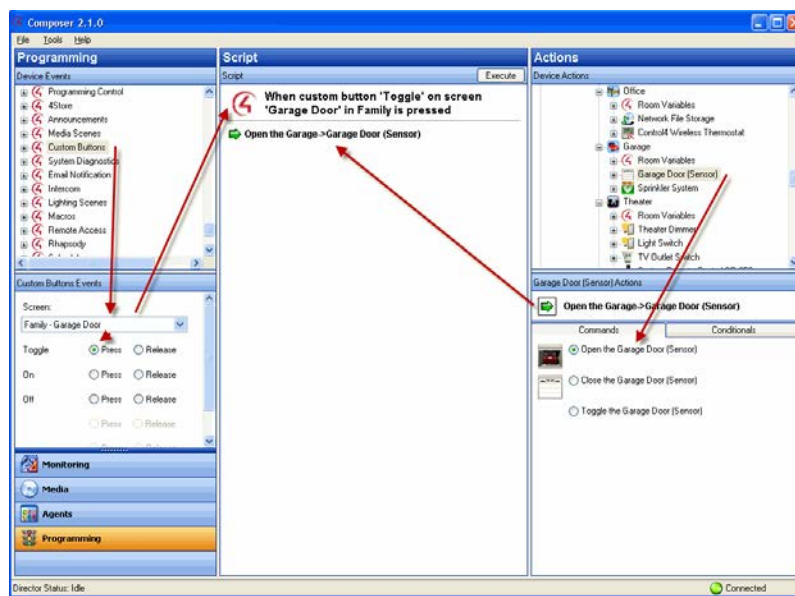 Composer 2.1.0
File Tools Help
Programming
Device Events
Programming Control
4Store
Announcements
Media Scenes
Custom Buttons
System Diagnostics
Email Notification
Intercom
Lighting Scenes
Macros
Remote Access
Rhapsody
Custom Buttons Events
Screen:
Family - Garage Door
Toggle Press Release
On Press Release
Off Press Release
Press Release
Monitoring
Media
Agents
Programming
Director Status: Idle
Script
Script Execute
When custom button 'Toggle' on screen
'Garage Door' in Family is pressed
Open the Garage->Garage Door (Sensor)
Actions
Device Actions
Office
Room Variables
Network File Storage
Control4 Wireless Thermostat
Garage
Room Variables
Garage Door (Sensor)
Sprinkler System
Theater
Room Variables
Theater Dimmer
Light Switch
TV Outlet Switch
Garage Door (Sensor) Actions
Open the Garage->Garage Door (Sensor)
Commands Conditionals
Open the Garage Door (Sensor)
Close the Garage Door (Sensor)
Toggle the Garage Door (Sensor)
Connected